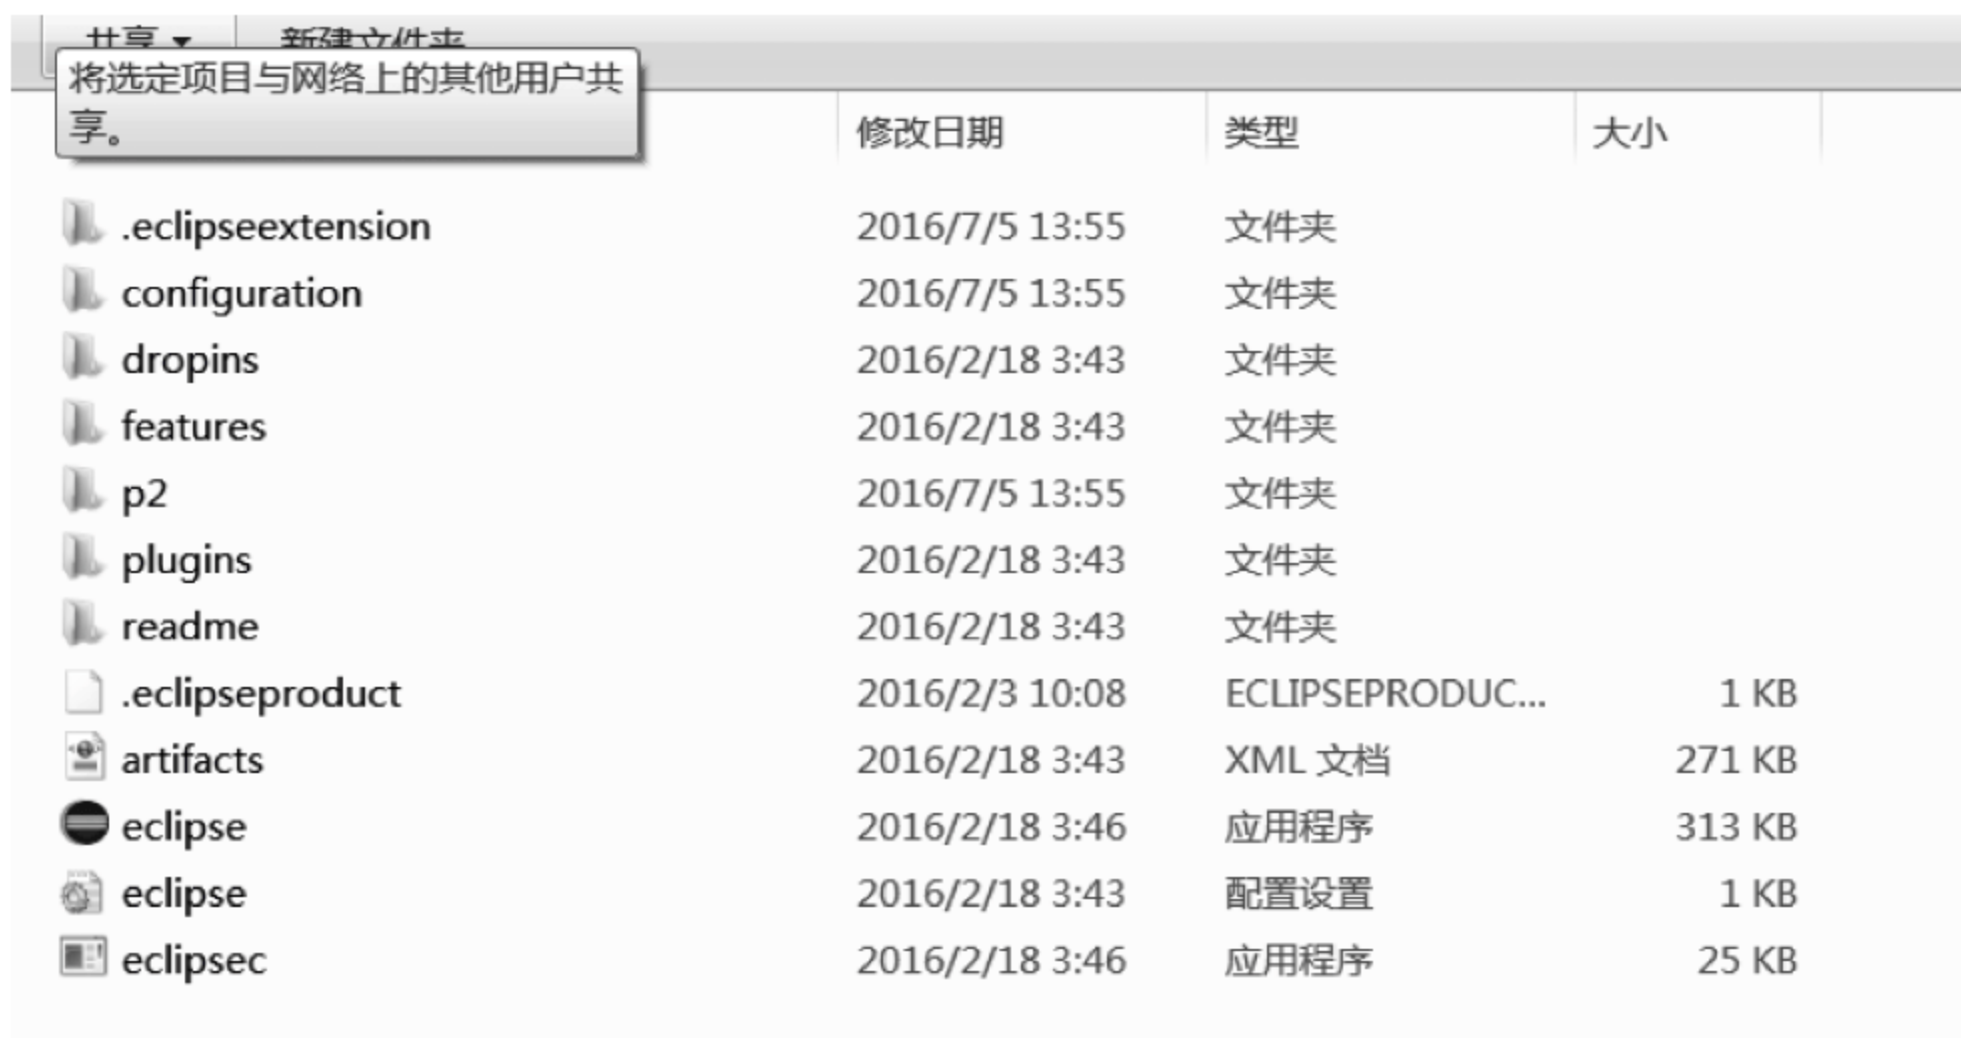 共享 新建文件夹
将选定项目与网络上的其他用户共
享。
修改日期 类型 大小
.eclipseextension 2016/7/5 13:55 文件夹
configuration 2016/7/5 13:55 文件夹
dropins 2016/2/18 3:43 文件夹
features 2016/2/18 3:43 文件夹
p2 2016/7/5 13:55 文件夹
plugins 2016/2/18 3:43 文件夹
readme 2016/2/18 3:43 文件夹
.eclipseproduct 2016/2/3 10:08 ECLIPSEPRODUC... 1 KB
artifacts 2016/2/18 3:43 XML 文档 271 KB
eclipse 2016/2/18 3:46 应用程序 313 KB
eclipse 2016/2/18 3:43 配置设置 1 KB
eclipsec 2016/2/18 3:46 应用程序 25 KB